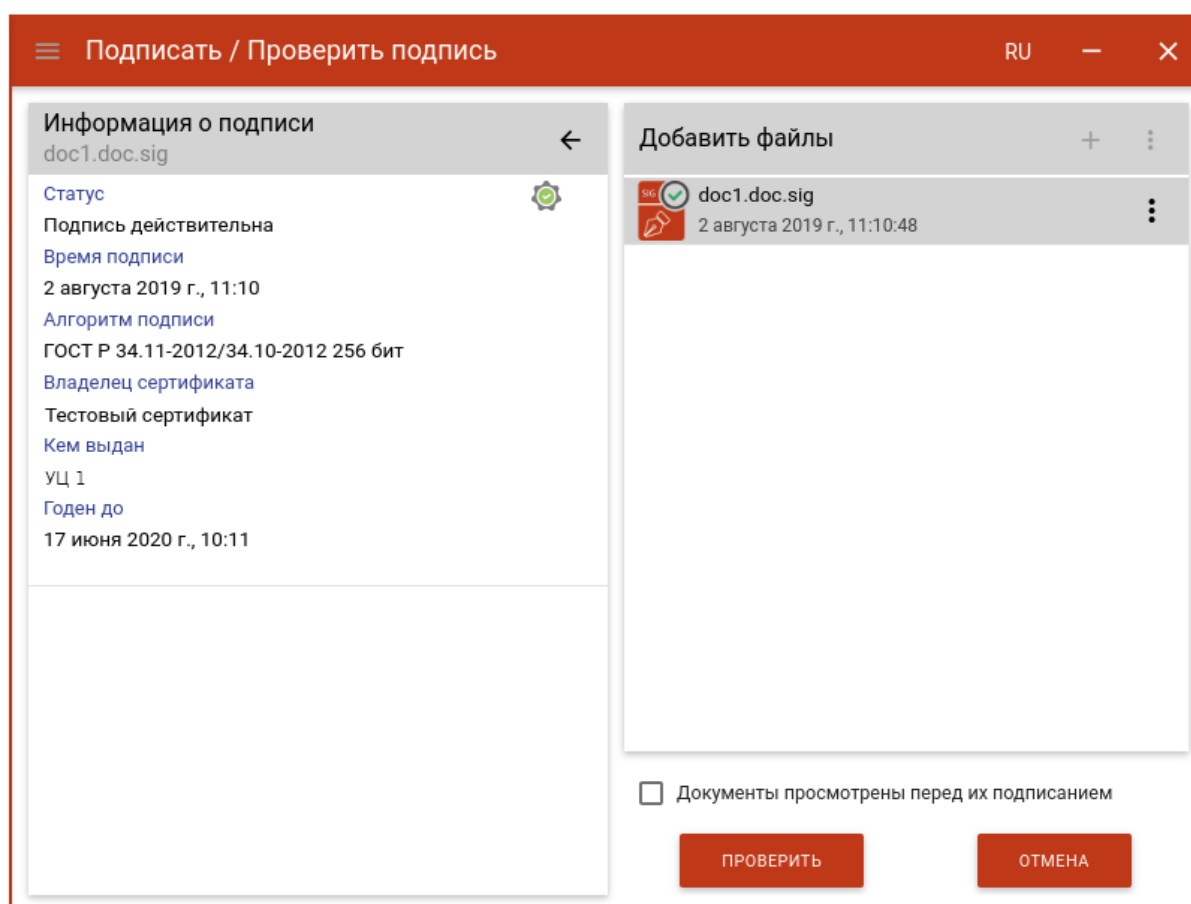 Подписать / Проверить подпись
RU
Информация о подписи
doc1.doc.sig
Статус
Подпись действительна
Время подписи
2 августа 2019 г., 11:10
Алгоритм подписи
ГОСТ Р 34.11-2012/34.10-2012 256 бит
Владелец сертификата
Тестовый сертификат
Кем выдан
УЦ 1
Годен до
17 июня 2020 г., 10:11
Добавить файлы
SIG
doc1.doc.sig
2 августа 2019 г., 11:10:48
Документы просмотрены перед их подписанием
ПРОВЕРИТЬ
ОТМЕНА